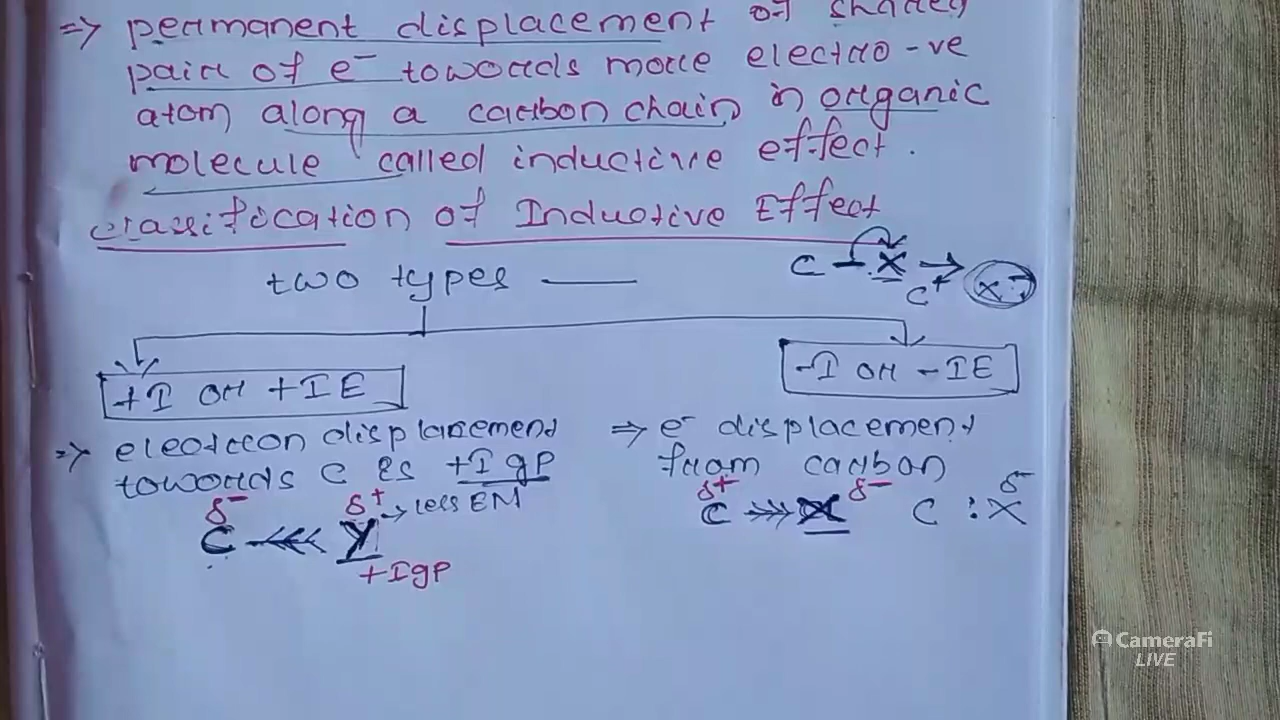 => permanent displacement of shared
pair of e⁻ towards more electro-ve
atom along a carbon chain in organic
molecule called inductive effect.
classification of Inductive Effect
two types —
C — X → C⁺ X:⁻
+I OR +IE
-I OR -IE
=> electron displacement
towards C is +I gp
δ⁻ δ⁺ → less EN
C Y
+I gp
=> e⁻ displacement
from carbon
δ⁺ δ⁻ δ⁻
C X C : X
CameraFi
LIVE